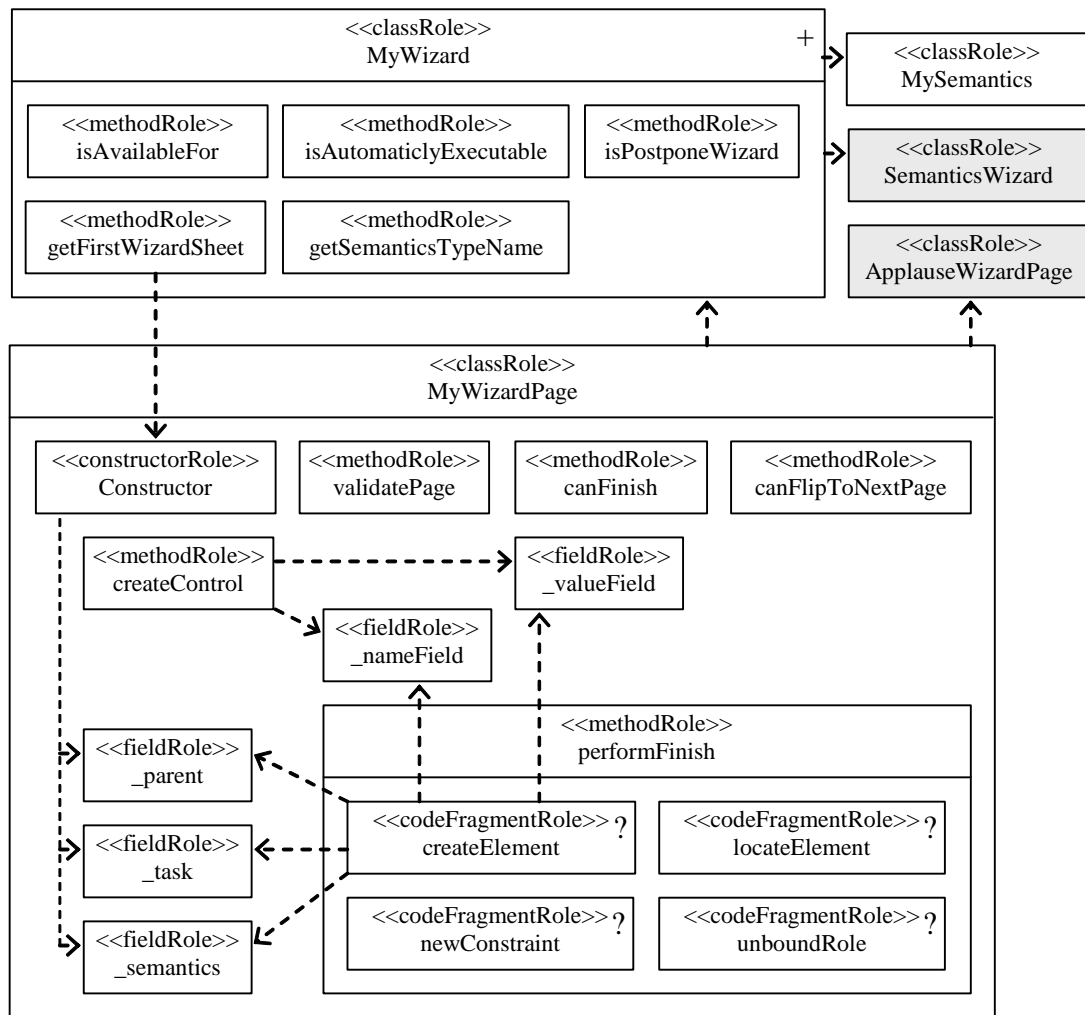 <<classRole>>
MyWizard
+
<<classRole>>
MySemantics
<<methodRole>>
isAvailableFor
<<methodRole>>
isAutomaticlyExecutable
<<methodRole>>
isPostponeWizard
<<classRole>>
SemanticsWizard
<<methodRole>>
getFirstWizardSheet
<<methodRole>>
getSemanticsTypeName
<<classRole>>
ApplauseWizardPage
<<classRole>>
MyWizardPage
<<constructorRole>>
Constructor
<<methodRole>>
validatePage
<<methodRole>>
canFinish
<<methodRole>>
canFlipToNextPage
<<methodRole>>
createControl
<<fieldRole>>
_valueField
<<fieldRole>>
_nameField
<<methodRole>>
performFinish
<<fieldRole>>
_parent
<<codeFragmentRole>> ?
createElement
<<codeFragmentRole>> ?
locateElement
<<fieldRole>>
_task
<<codeFragmentRole>> ?
newConstraint
<<codeFragmentRole>> ?
unboundRole
<<fieldRole>>
_semantics